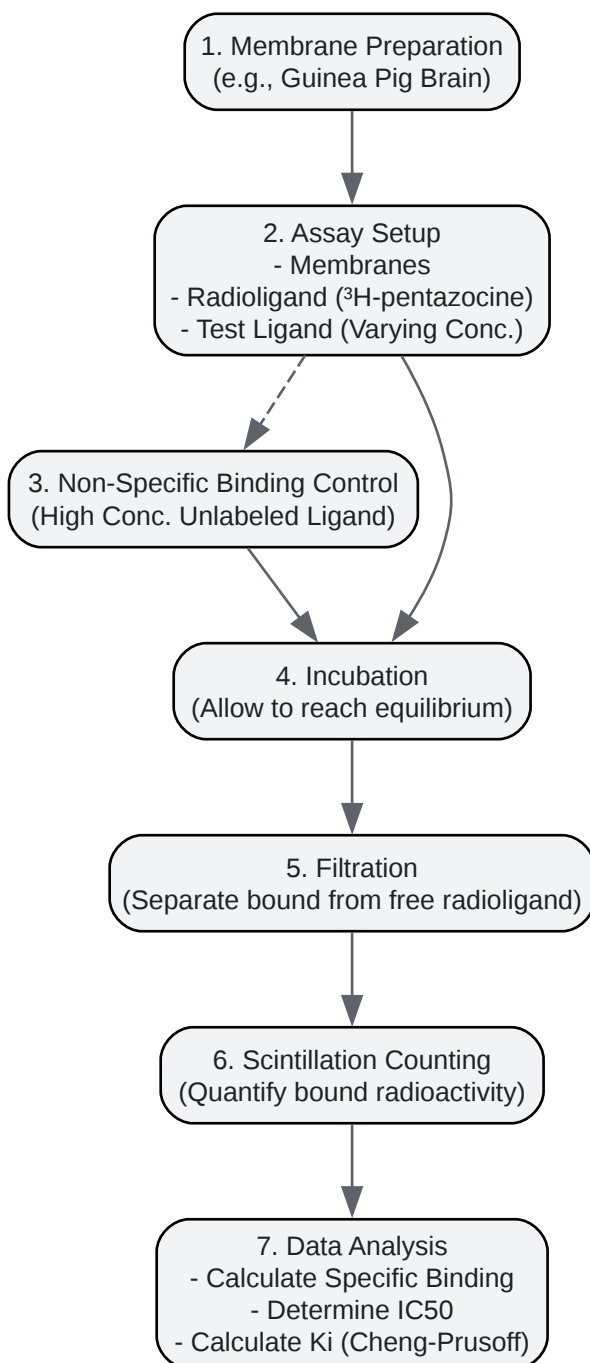 1. Membrane Preparation
(e.g., Guinea Pig Brain)
2. Assay Setup
- Membranes
- Radioligand (³H-pentazocine)
- Test Ligand (Varying Conc.)
3. Non-Specific Binding Control
(High Conc. Unlabeled Ligand)
4. Incubation
(Allow to reach equilibrium)
5. Filtration
(Separate bound from free radioligand)
6. Scintillation Counting
(Quantify bound radioactivity)
7. Data Analysis
- Calculate Specific Binding
- Determine IC50
- Calculate Ki (Cheng-Prusoff)